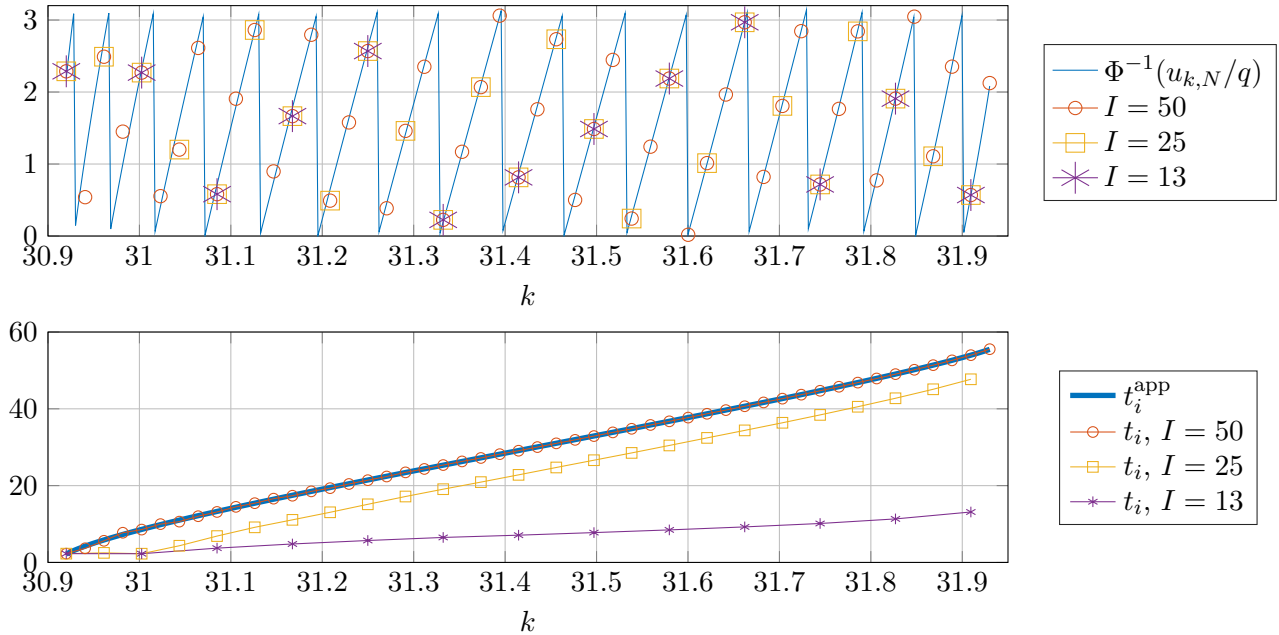 3
2
1
0
30.9 31 31.1 31.2 31.3 31.4 31.5 31.6 31.7 31.8 31.9
k
Φ⁻¹(u_{k,N}/q)
I = 50
I = 25
I = 13
60
40
20
0
30.9 31 31.1 31.2 31.3 31.4 31.5 31.6 31.7 31.8 31.9
k
t_i^{app}
t_i, I = 50
t_i, I = 25
t_i, I = 13